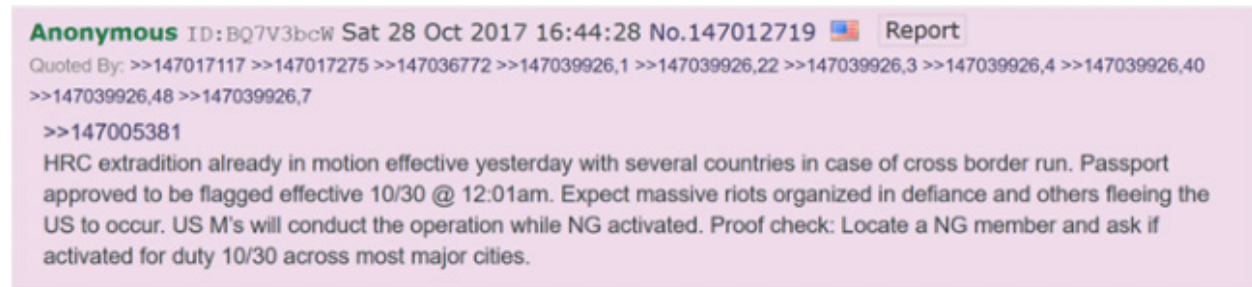 Anonymous ID:BQ7V3bcW Sat 28 Oct 2017 16:44:28 No.147012719 Report
Quoted By: >>147017117 >>147017275 >>147036772 >>147039926,1 >>147039926,22 >>147039926,3 >>147039926,4 >>147039926,40
>>147039926,48 >>147039926,7
>>147005381
HRC extradition already in motion effective yesterday with several countries in case of cross border run. Passport
approved to be flagged effective 10/30 @ 12:01am. Expect massive riots organized in defiance and others fleeing the
US to occur. US M's will conduct the operation while NG activated. Proof check: Locate a NG member and ask if
activated for duty 10/30 across most major cities.